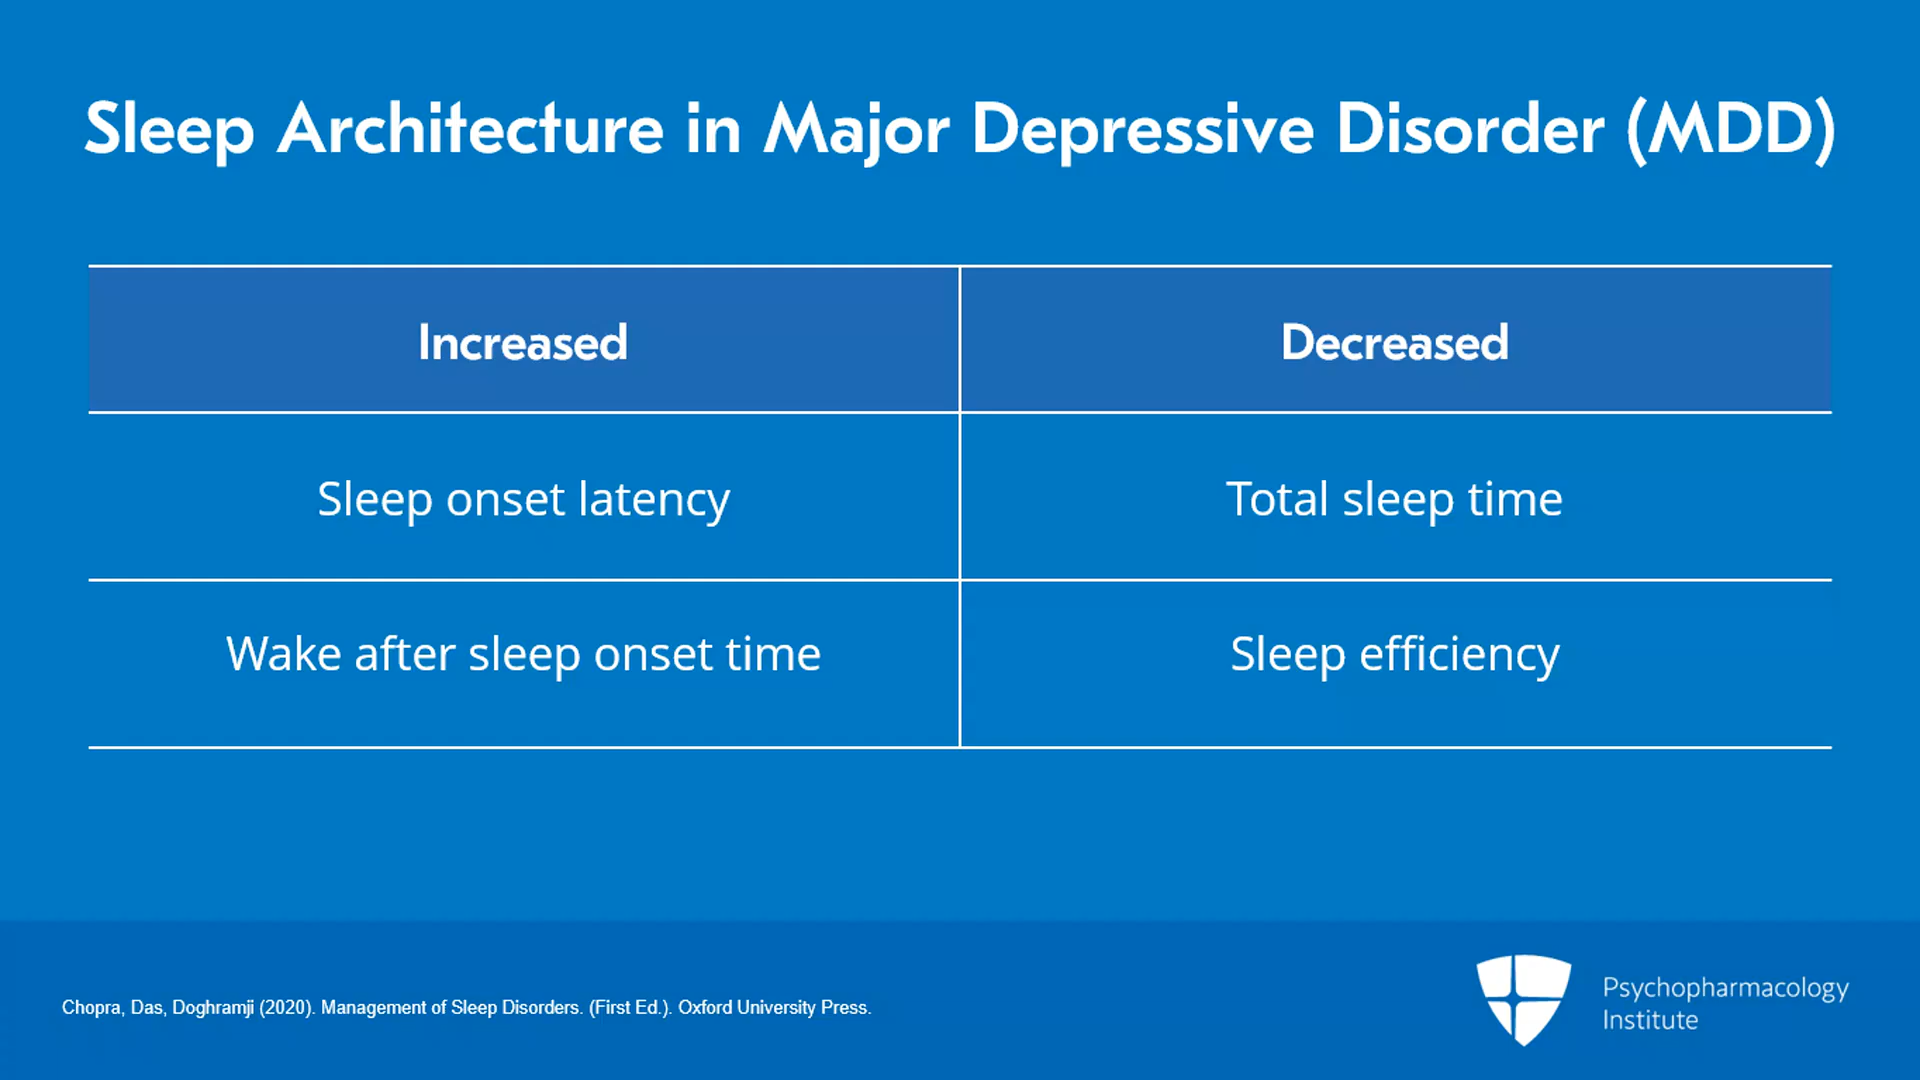 Sleep Architecture in Major Depressive Disorder (MDD)
Increased
Decreased
Sleep onset latency
Total sleep time
Wake after sleep onset time
Sleep efficiency
Chopra, Das, Doghramji (2020). Management of Sleep Disorders. (First Ed.). Oxford University Press.
Psychopharmacology
Institute